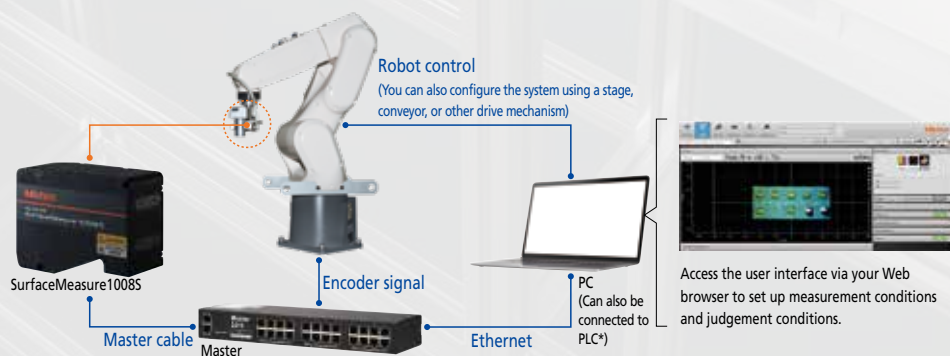 Robot control
(You can also configure the system using a stage,
conveyor, or other drive mechanism)
SurfaceMeasure1008S
Encoder signal
Master cable
Master
Ethernet
PC
(Can also be
connected to
PLC*)
Access the user interface via your Web
browser to set up measurement conditions
and judgement conditions.